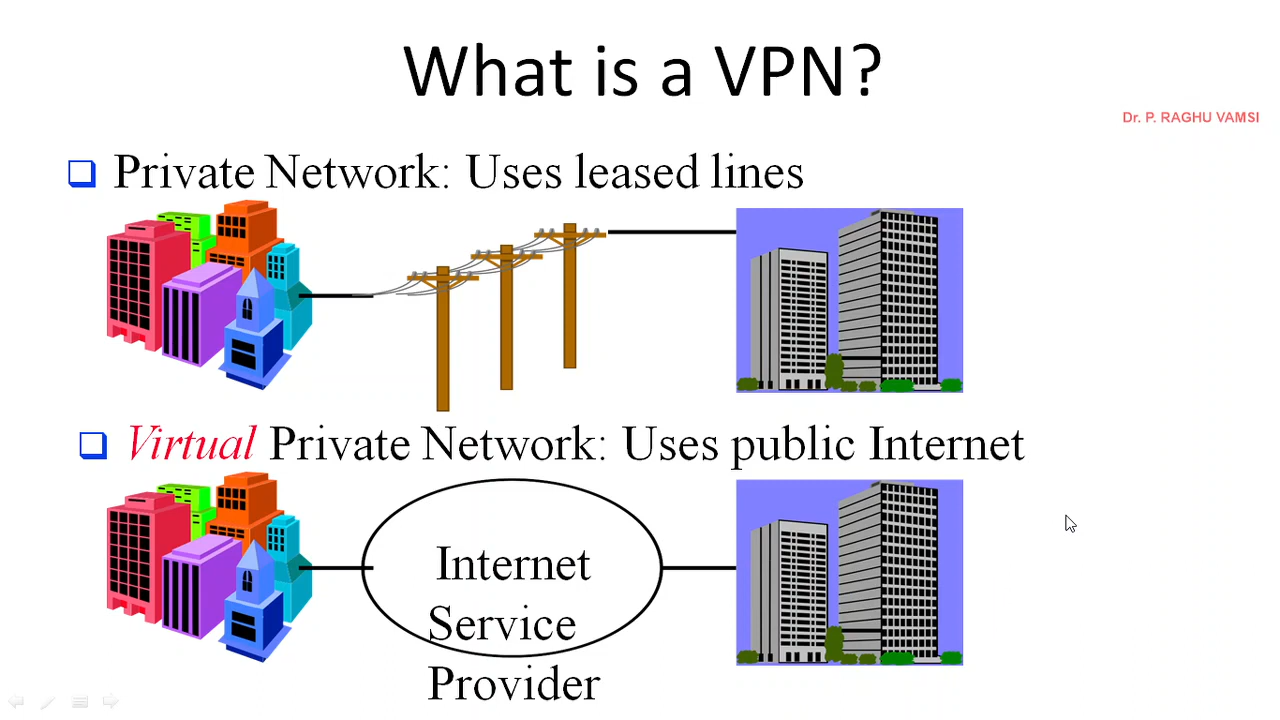 What is a VPN?
Dr. P. RAGHU VAMSI
Private Network: Uses leased lines
Virtual Private Network: Uses public Internet
Internet
Service
Provider